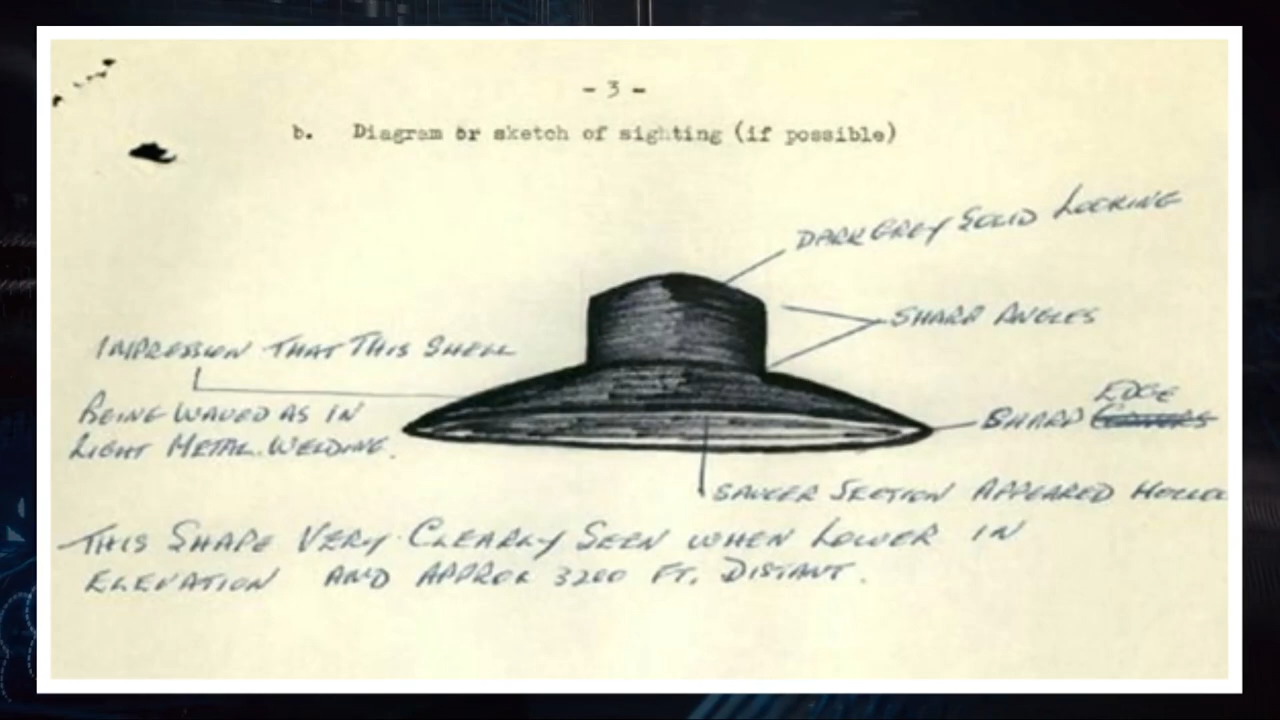 - 3 -
b. Diagram or sketch of sighting (if possible)
DARK GREY SOLID LOOKING
SHARP ANGLES
IMPRESSION THAT THIS SHELL
BEING WAVED AS IN
LIGHT METAL WELDING.
EDGE
SHARP
SAUCER SECTION APPEARED
THIS SHAPE VERY CLEARLY SEEN WHEN LOWER IN
ELEVATION AND APPROX 3200 FT. DISTANT.